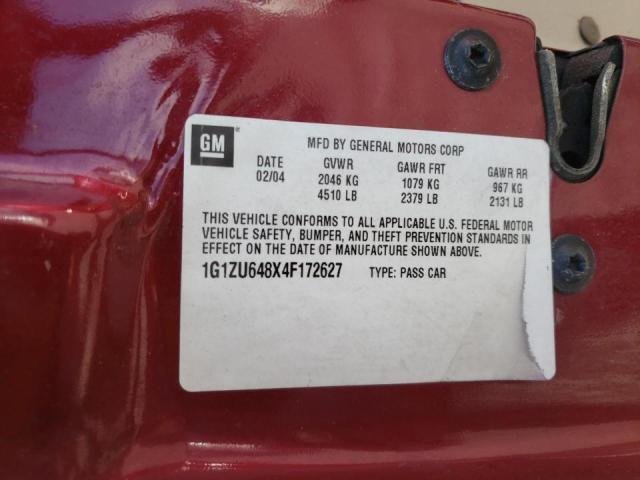 GM MFD BY GENERAL MOTORS CORP
DATE GVWR GAWR FRT GAWR RR
02/04 2046 KG 1079 KG 967 KG
4510 LB 2379 LB 2131 LB
THIS VEHICLE CONFORMS TO ALL APPLICABLE U.S. FEDERAL MOTOR
VEHICLE SAFETY, BUMPER, AND THEFT PREVENTION STANDARDS IN
EFFECT ON THE DATE OF MANUFACTURE SHOWN ABOVE.
1G1ZU648X4F172627 TYPE: PASS CAR